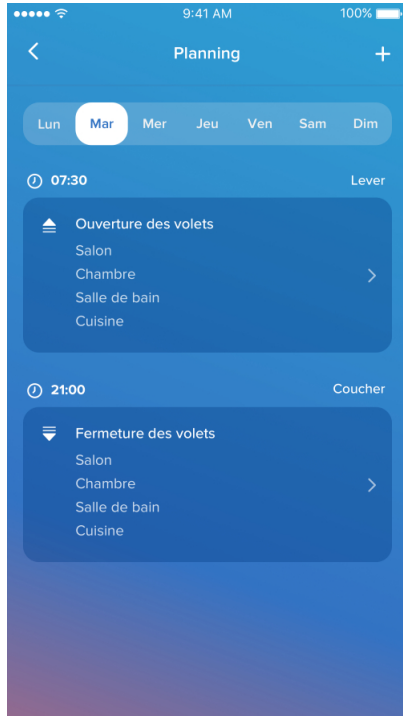 9:41 AM 100%
Planning
Lun Mar Mer Jeu Ven Sam Dim
07:30 Lever
Ouverture des volets
Salon
Chambre
Salle de bain
Cuisine
21:00 Coucher
Fermeture des volets
Salon
Chambre
Salle de bain
Cuisine